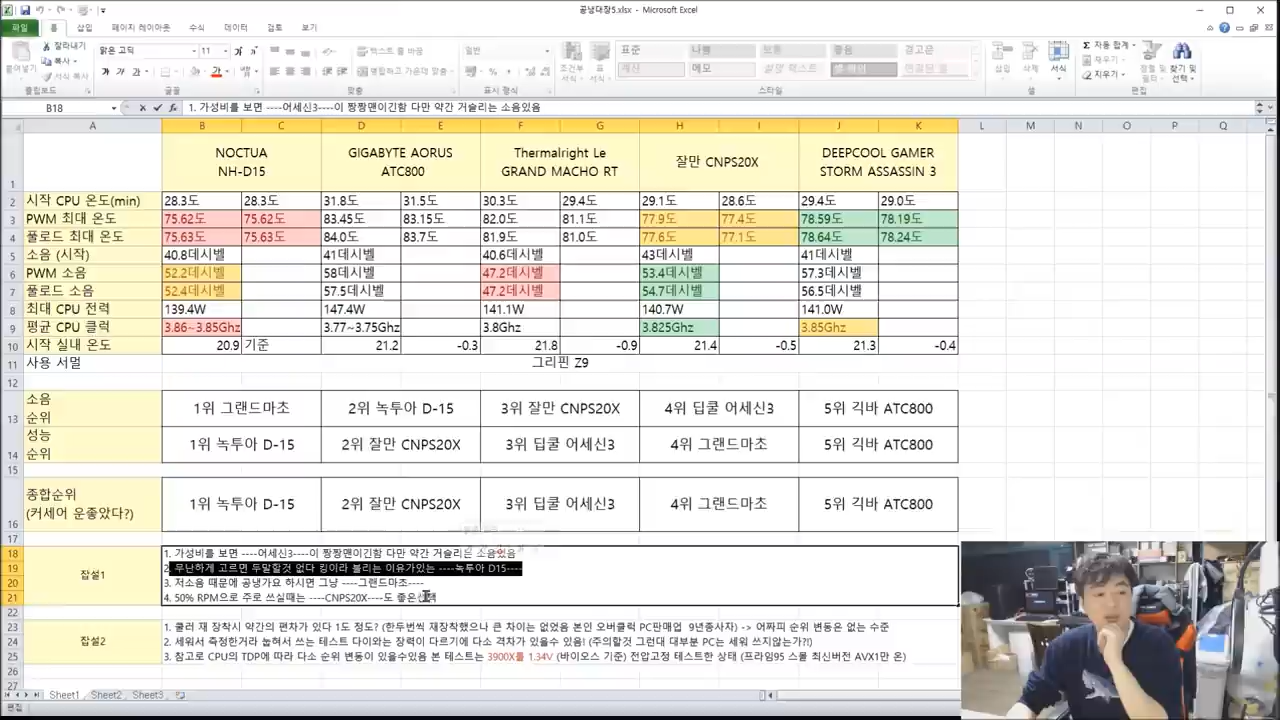 공냉대장5.xlsx - Microsoft Excel
파일 홈 삽입 페이지 레이아웃 수식 데이터 검토 보기
잘라내기
복사
서식 복사
붙여넣기
클립보드
맑은 고딕 11
글꼴
텍스트 줄 바꿈
병합하고 가운데 맞춤
맞춤
일반
표시 형식
조건부 서식
표준 나쁨 보통 좋음 경고문
계산 메모 설명 텍스트 셀 확인 연결된 셀
스타일
삽입 삭제 서식
셀
자동 합계
채우기
지우기
정렬 및 필터
찾기 및 선택
편집
B18 1. 가성비를 보면 ----어세신3----이 짱짱맨이긴함 다만 약간 거슬리는 소음있음
A B C D E F G H I J K L M N O P Q
1 NOCTUA NH-D15 GIGABYTE AORUS ATC800 Thermalright Le GRAND MACHO RT 잘만 CNPS20X DEEPCOOL GAMER STORM ASSASSIN 3
2 시작 CPU 온도(min) 28.3도 28.3도 31.8도 31.5도 30.3도 29.4도 29.1도 28.6도 29.4도 29.0도
3 PWM 최대 온도 75.62도 75.62도 83.45도 83.15도 82.0도 81.1도 77.9도 77.4도 78.59도 78.19도
4 풀로드 최대 온도 75.63도 75.63도 84.0도 83.7도 81.9도 81.0도 77.6도 77.1도 78.64도 78.24도
5 소음 (시작) 40.8데시벨 41데시벨 40.6데시벨 43데시벨 41데시벨
6 PWM 소음 52.2데시벨 58데시벨 47.2데시벨 53.4데시벨 57.3데시벨
7 풀로드 소음 52.4데시벨 57.5데시벨 47.2데시벨 54.7데시벨 56.5데시벨
8 최대 CPU 전력 139.4W 147.4W 141.1W 140.7W 141.0W
9 평균 CPU 클럭 3.86~3.85Ghz 3.77~3.75Ghz 3.8Ghz 3.825Ghz 3.85Ghz
10 시작 실내 온도 20.9 기준 21.2 -0.3 21.8 -0.9 21.4 -0.5 21.3 -0.4
11 사용 서멀 그리핀 Z9
12
13 소음 순위 1위 그랜드마초 2위 녹투아 D-15 3위 잘만 CNPS20X 4위 딥쿨 어세신3 5위 긱바 ATC800
14 성능 순위 1위 녹투아 D-15 2위 잘만 CNPS20X 3위 딥쿨 어세신3 4위 그랜드마초 5위 긱바 ATC800
15
16 종합순위 (커세어 운좋았다?) 1위 녹투아 D-15 2위 잘만 CNPS20X 3위 딥쿨 어세신3 4위 그랜드마초 5위 긱바 ATC800
17
18 잡설1 1. 가성비를 보면 ----어세신3----이 짱짱맨이긴함 다만 약간 거슬리는 소음있음
19 2. 무난하게 고르면 두말할것 없다 킹이라 불리는 이유가있는 ----녹투아 D15----
20 3. 저소음 때문에 공냉가요 하시면 그냥 ----그랜드마초----
21 4. 50% RPM으로 주로 쓰실때는 ----CNPS20X----도 좋은선택
22
23 잡설2 1. 쿨러 재 장착시 약간의 편차가 있다 1도정도? (한두번씩 재장착했으나 큰 차이는 없었음 본인 오버클럭 PC판매업 9년종사자) -> 어짜피 순위 변동은 없는 수준
24 2. 세워서 측정한거라 눕혀서 쓰는 테스트 다이와는 장력이 다르기에 다소 격차가 있을수 있음! (주의할것 그런대 대부분 PC는 세워 쓰지않는가?!)
25 3. 참고로 CPU의 TDP에 따라 다소 순위 변동이 있을수있음 본 테스트는 3900X를 1.34V (바이오스 기준) 전압고정 테스트한 상태 (프라임95 스몰 최신버전 AVX1만 온)
26
27
Sheet1 Sheet2 Sheet3
편집